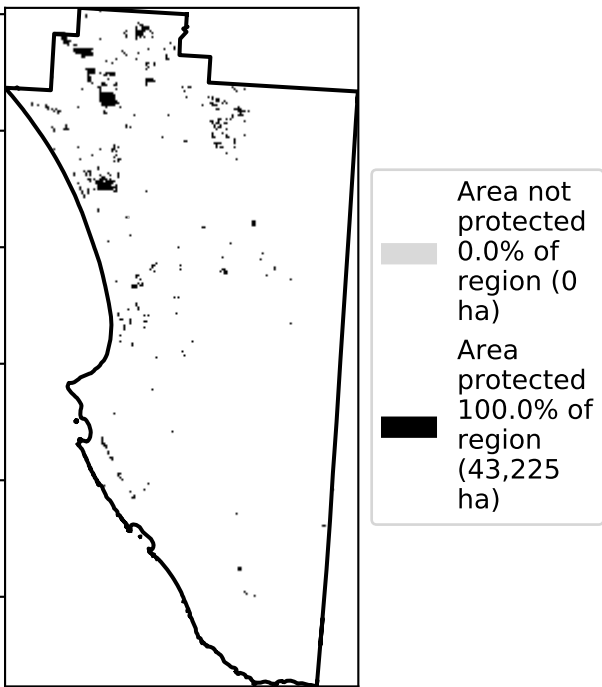 Area not
protected
0.0% of
region (0
ha)
Area
protected
100.0% of
region
(43,225
ha)